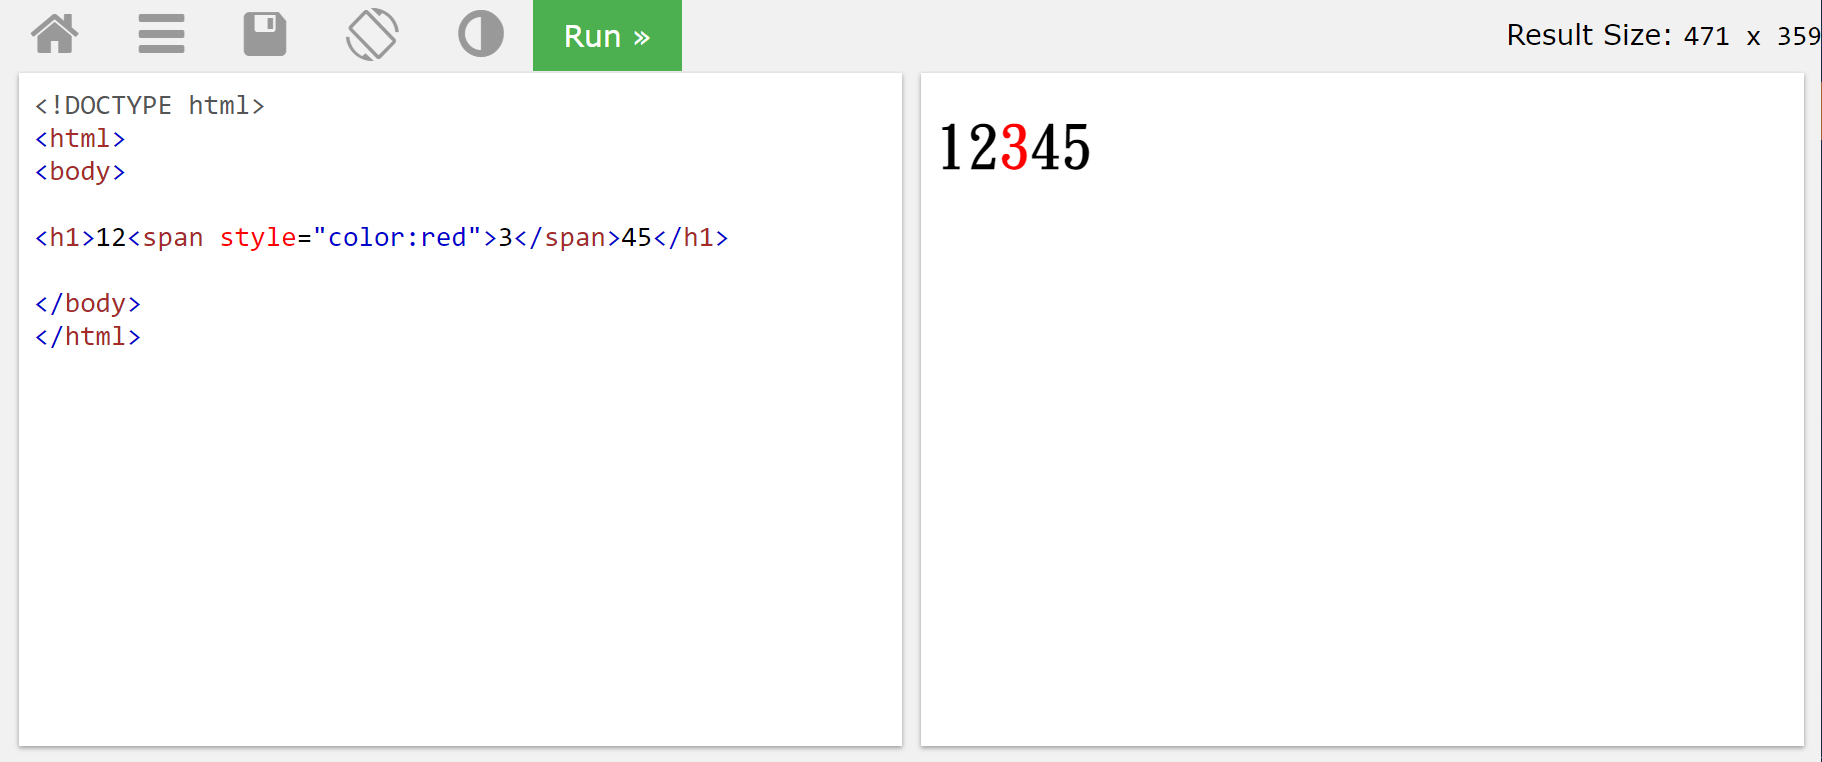 Run »
Result Size: 471 x 359
<!DOCTYPE html>
<html>
<body>
<h1>12<span style="color:red">3</span>45</h1>
</body>
</html>
12345